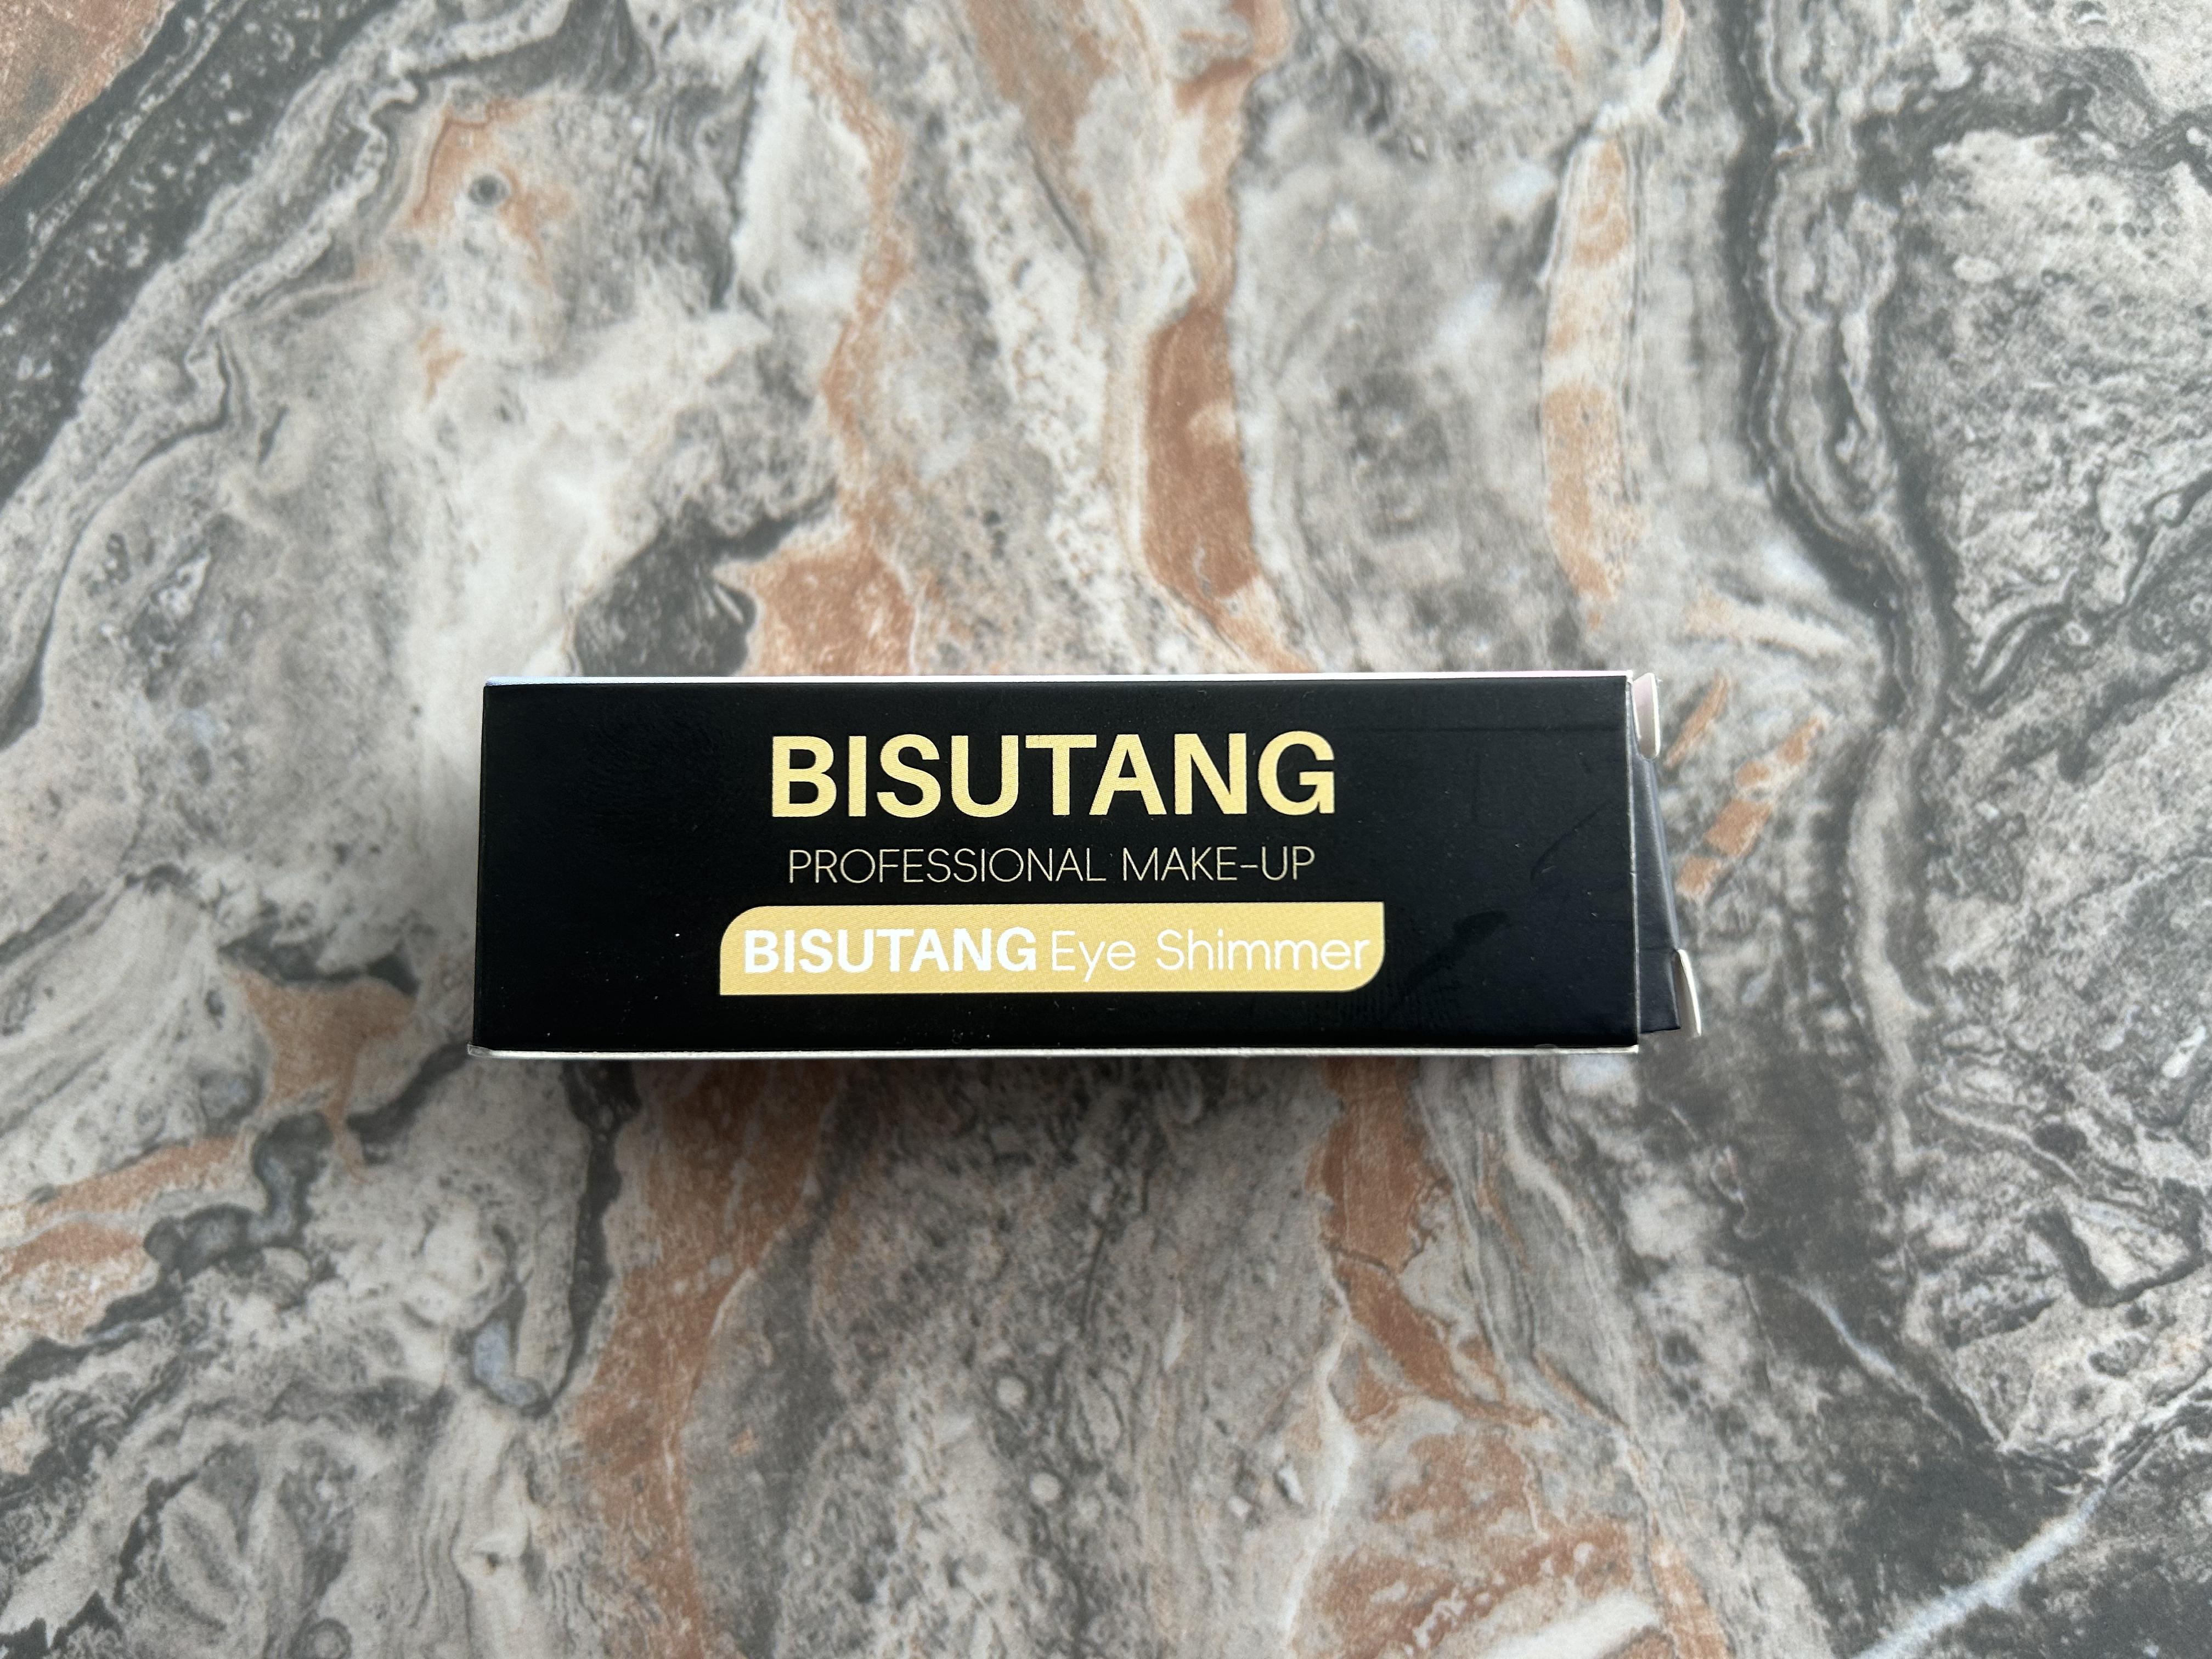 BISUTANG
PROFESSIONAL MAKE-UP
BISUTANG Eye Shimmer